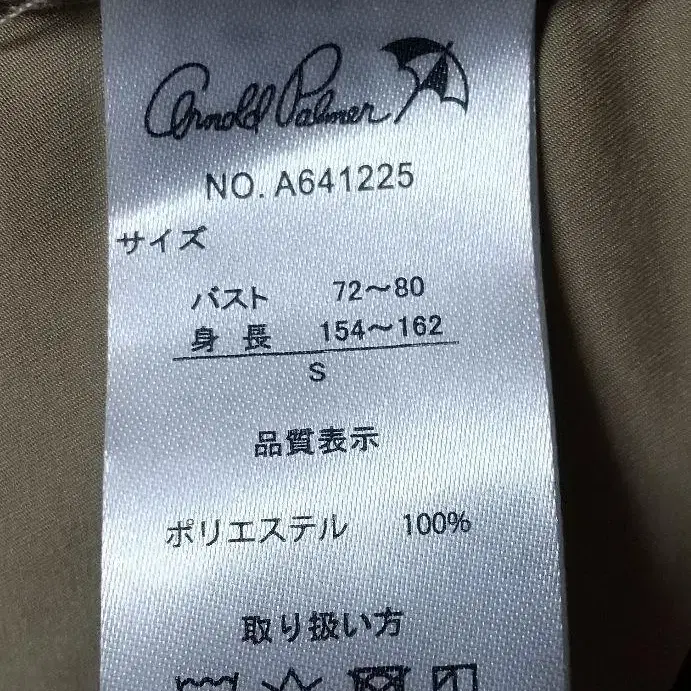 Arnold Palmer
NO. A641225
サイズ
バスト 72〜80
身長 154〜162
S
品質表示
ポリエステル 100%
取り扱い方